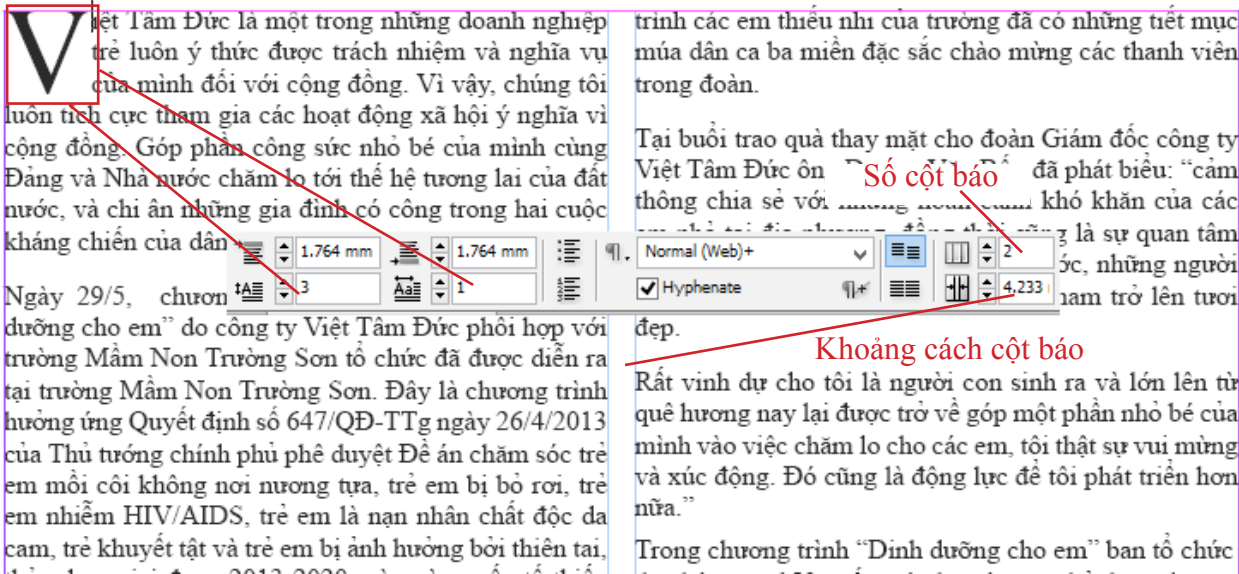 Việt Tâm Đức là một trong những doanh nghiệp
trẻ luôn ý thức được trách nhiệm và nghĩa vụ
của mình đối với cộng đồng. Vì vậy, chúng tôi
luôn tích cực tham gia các hoạt động xã hội ý nghĩa vì
cộng đồng. Góp phần công sức nhỏ bé của mình cùng
Đảng và Nhà nước chăm lo tới thế hệ tương lai của đất
nước, và chi ân những gia đình có công trong hai cuộc
kháng chiến của dân
Ngày 29/5, chươn
dưỡng cho em” do công ty Việt Tâm Đức phối hợp với
trường Mầm Non Trường Sơn tổ chức đã được diễn ra
tại trường Mầm Non Trường Sơn. Đây là chương trình
hưởng ứng Quyết định số 647/QĐ-TTg ngày 26/4/2013
của Thủ tướng chính phủ phê duyệt Đề án chăm sóc trẻ
em mồi côi không nơi nương tựa, trẻ em bị bỏ rơi, trẻ
em nhiễm HIV/AIDS, trẻ em là nạn nhân chất độc da
cam, trẻ khuyết tật và trẻ em bị ảnh hưởng bởi thiên tai,
trình các em thiếu nhi của trường đã có những tiết mục
múa dân ca ba miền đặc sắc chào mừng các thanh viên
trong đoàn.
Tại buổi trao quà thay mặt cho đoàn Giám đốc công ty
Việt Tâm Đức ôn đã phát biểu: “cảm
thông chia sẻ với những hoàn cảnh khó khăn của các
là sự quan tâm
những người
nam trở lên tươi
đẹp.
Rất vinh dự cho tôi là người con sinh ra và lớn lên từ
quê hương nay lại được trở về góp một phần nhỏ bé của
mình vào việc chăm lo cho các em, tội thật sự vui mừng
và xúc động. Đó cũng là động lực để tôi phát triển hơn
nữa.”
Trong chương trình “Dinh dưỡng cho em” ban tổ chức
Số cột báo
1.764 mm 1.764 mm Normal (Web)+ 2
3 1 Hyphenate 4,233
Khoảng cách cột báo